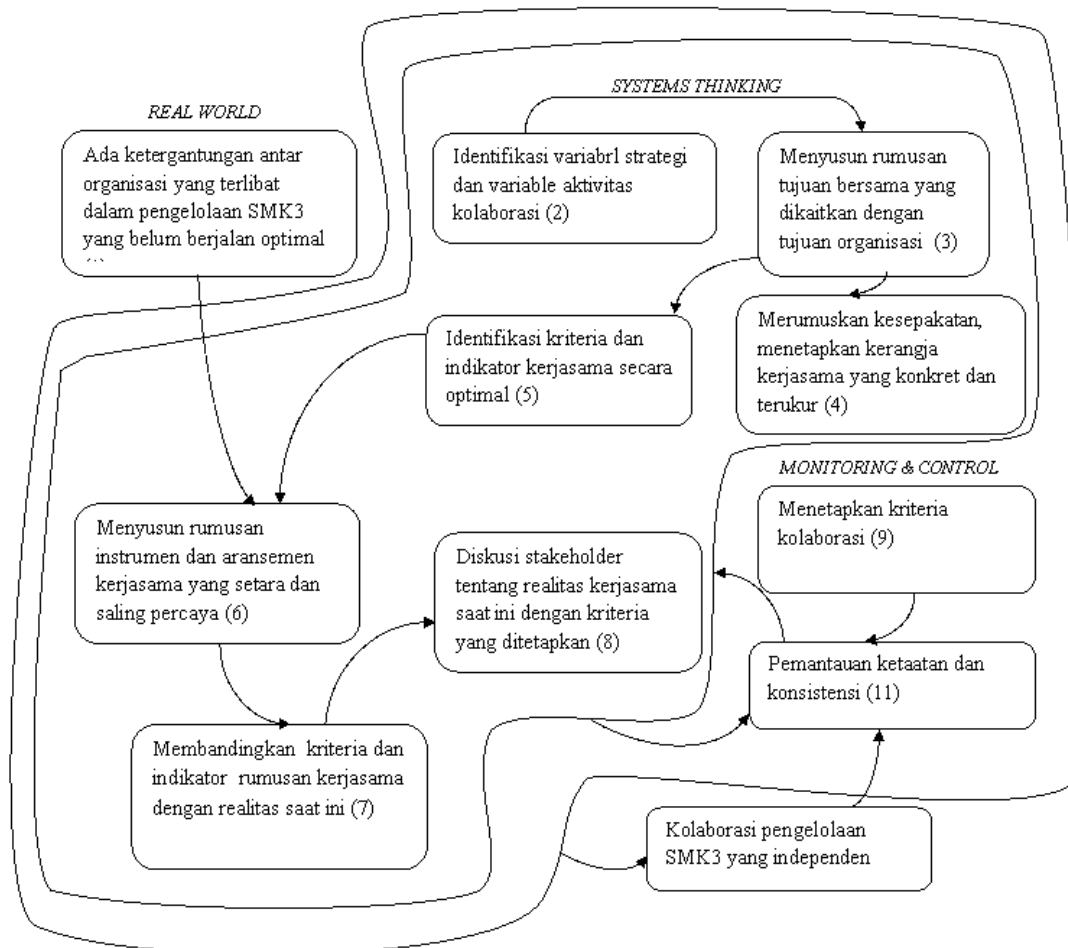 REAL WORLD
Ada ketergantungan antar
organisasi yang terlibat
dalam pengelolaan SMK3
yang belum berjalan optimal
SYSTEMS THINKING
Identifikasi variabrl strategi
dan variable aktivitas
kolaborasi (2)
Menyusun rumusan
tujuan bersama yang
dikaitkan dengan
tujuan organisasi (3)
Merumuskan kesepakatan,
menetapkan kerangja
kerjasama yang konkret dan
terukur (4)
Identifikasi kriteria dan
indikator kerjasama secara
optimal (5)
Menyusun rumusan
instrumen dan aransemen
kerjasama yang setara dan
saling percaya (6)
Membandingkan kriteria dan
indikator rumusan kerjasama
dengan realitas saat ini (7)
Diskusi stakeholder
tentang realitas kerjasama
saat ini dengan kriteria
yang ditetapkan (8)
MONITORING & CONTROL
Menetapkan kriteria
kolaborasi (9)
Pemantauan ketaatan dan
konsistensi (11)
Kolaborasi pengelolaan
SMK3 yang independen